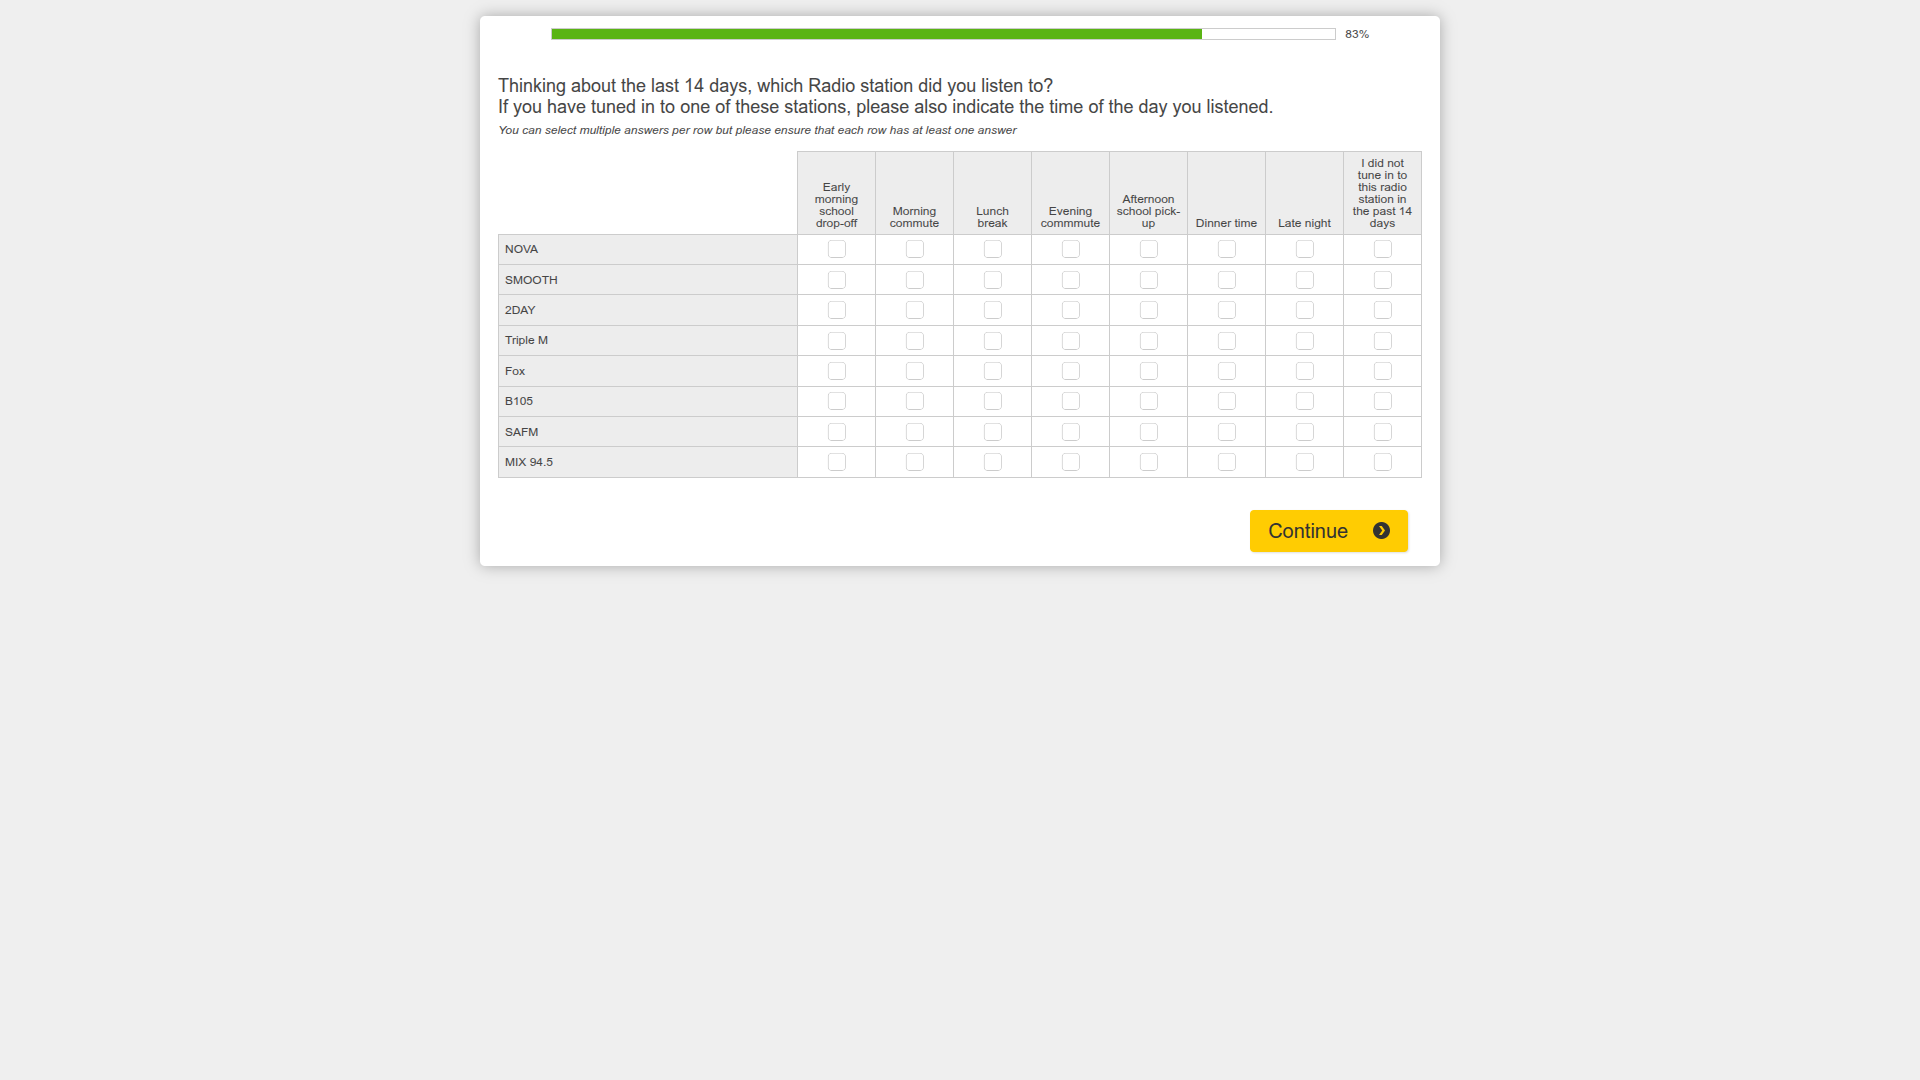 83%
Thinking about the last 14 days, which Radio station did you listen to?
If you have tuned in to one of these stations, please also indicate the time of the day you listened.
You can select multiple answers per row but please ensure that each row has at least one answer
Early
morning
school
drop-off
Morning
commute
Lunch
break
Evening
commmute
Afternoon
school pick-
up
Dinner time
Late night
I did not
tune in to
this radio
station in
the past 14
days
NOVA
SMOOTH
2DAY
Triple M
Fox
B105
SAFM
MIX 94.5
Continue